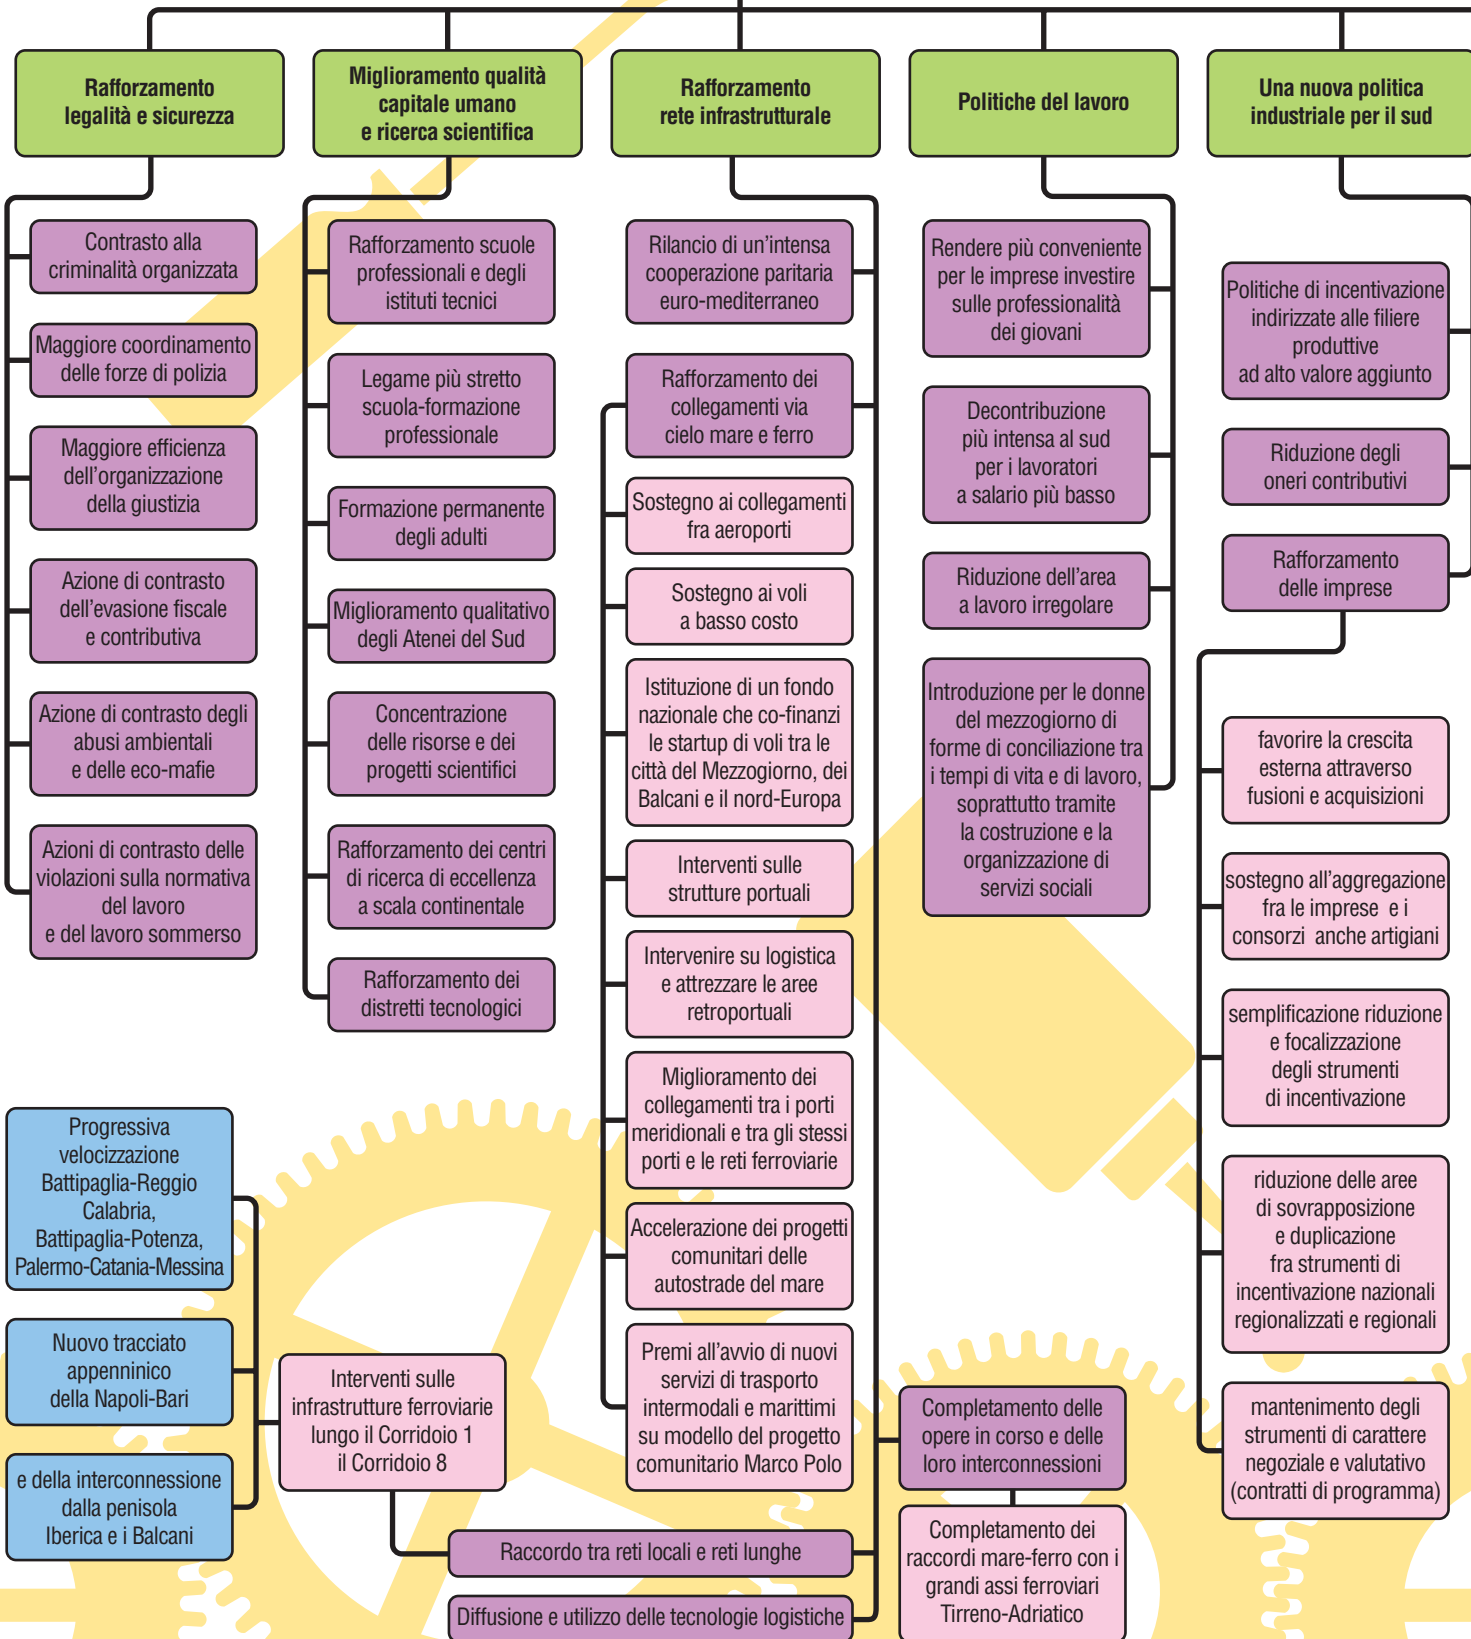 Rafforzamento
legalità e sicurezza
Miglioramento qualità
capitale umano
e ricerca scientifica
Rafforzamento
rete infrastrutturale
Politiche del lavoro
Una nuova politica
industriale per il sud
Contrasto alla
criminalità organizzata
Maggiore coordinamento
delle forze di polizia
Maggiore efficienza
dell'organizzazione
della giustizia
Azione di contrasto
dell'evasione fiscale
e contributiva
Azione di contrasto degli
abusi ambientali
e delle eco-mafie
Azioni di contrasto delle
violazioni sulla normativa
del lavoro
e del lavoro sommerso
Rafforzamento scuole
professionali e degli
istituti tecnici
Legame più stretto
scuola-formazione
professionale
Formazione permanente
degli adulti
Miglioramento qualitativo
degli Atenei del Sud
Concentrazione
delle risorse e dei
progetti scientifici
Rafforzamento dei centri
di ricerca di eccellenza
a scala continentale
Rafforzamento dei
distretti tecnologici
Rilancio di un'intensa
cooperazione paritaria
euro-mediterraneo
Rafforzamento dei
collegamenti via
cielo mare e ferro
Sostegno ai collegamenti
fra aeroporti
Sostegno ai voli
a basso costo
Istituzione di un fondo
nazionale che co-finanzi
le startup di voli tra le
città del Mezzogiorno, dei
Balcani e il nord-Europa
Interventi sulle
strutture portuali
Intervenire su logistica
e attrezzare le aree
retroportuali
Miglioramento dei
collegamenti tra i porti
meridionali e tra gli stessi
porti e le reti ferroviarie
Accelerazione dei progetti
comunitari delle
autostrade del mare
Premi all'avvio di nuovi
servizi di trasporto
intermodali e marittimi
su modello del progetto
comunitario Marco Polo
Rendere più conveniente
per le imprese investire
sulle professionalità
dei giovani
Decontribuzione
più intensa al sud
per i lavoratori
a salario più basso
Riduzione dell'area
a lavoro irregolare
Introduzione per le donne
del mezzogiorno di
forme di conciliazione tra
i tempi di vita e di lavoro,
soprattutto tramite
la costruzione e la
organizzazione di
servizi sociali
Politiche di incentivazione
indirizzate alle filiere
produttive
ad alto valore aggiunto
Riduzione degli
oneri contributivi
Rafforzamento
delle imprese
favorire la crescita
esterna attraverso
fusioni e acquisizioni
sostegno all'aggregazione
fra le imprese e i
consorzi anche artigiani
semplificazione riduzione
e focalizzazione
degli strumenti
di incentivazione
riduzione delle aree
di sovrapposizione
e duplicazione
fra strumenti di
incentivazione nazionali
regionalizzati e regionali
mantenimento degli
strumenti di carattere
negoziale e valutativo
(contratti di programma)
Progressiva
velocizzazione
Battipaglia-Reggio
Calabria,
Battipaglia-Potenza,
Palermo-Catania-Messina
Nuovo tracciato
appenninico
della Napoli-Bari
e della interconnessione
dalla penisola
Iberica e i Balcani
Interventi sulle
infrastrutture ferroviarie
lungo il Corridoio 1
il Corridoio 8
Completamento delle
opere in corso e delle
loro interconnessioni
Completamento dei
raccordi mare-ferro con i
grandi assi ferroviari
Tirreno-Adriatico
Raccordo tra reti locali e reti lunghe
Diffusione e utilizzo delle tecnologie logistiche